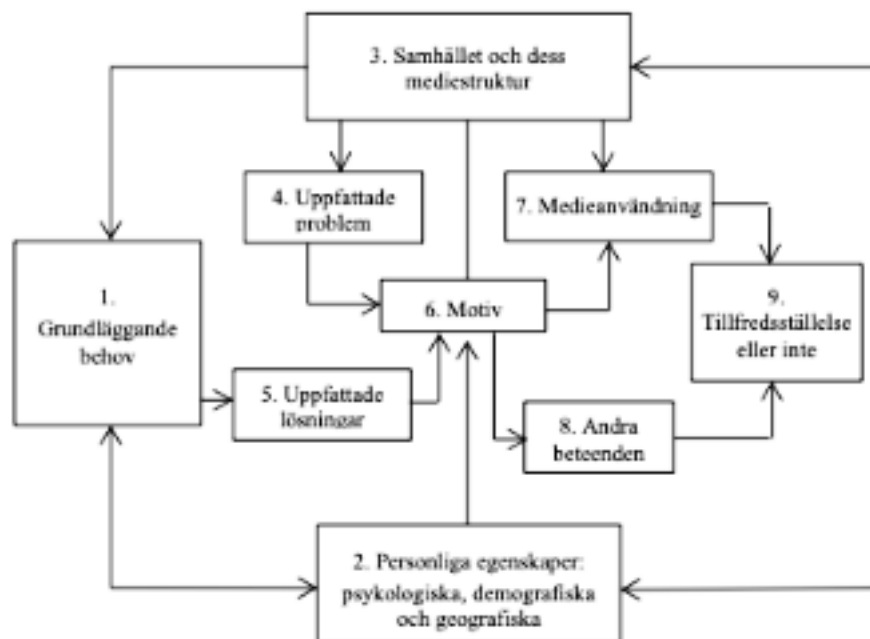 3. Samhället och dess
mediestruktur
4. Uppfattade
problem
7. Medieanvändning
1.
Grundläggande
behov
6. Motiv
9.
Tillfredsställelse
eller inte
5. Uppfattade
lösningar
8. Andra
beteenden
2. Personliga egenskaper:
psykologiska, demografiska
och geografiska